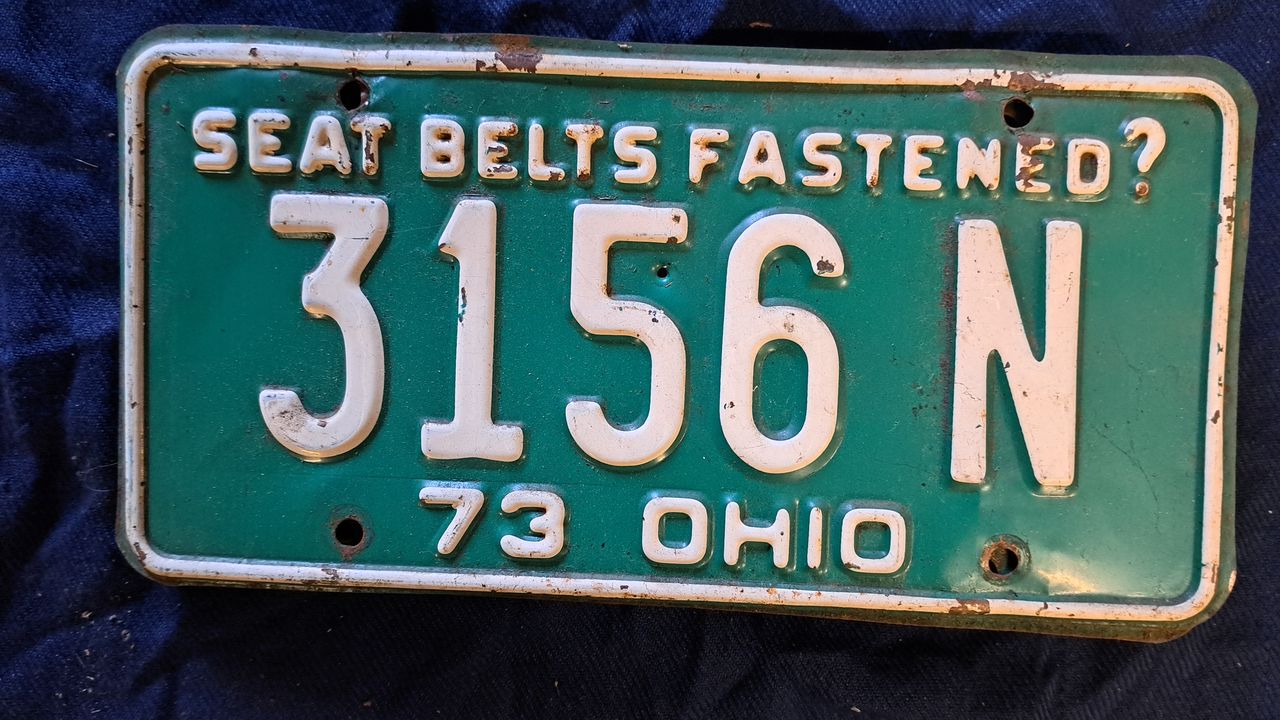 SEAT BELTS FASTENED?
3156 N
73 OHIO